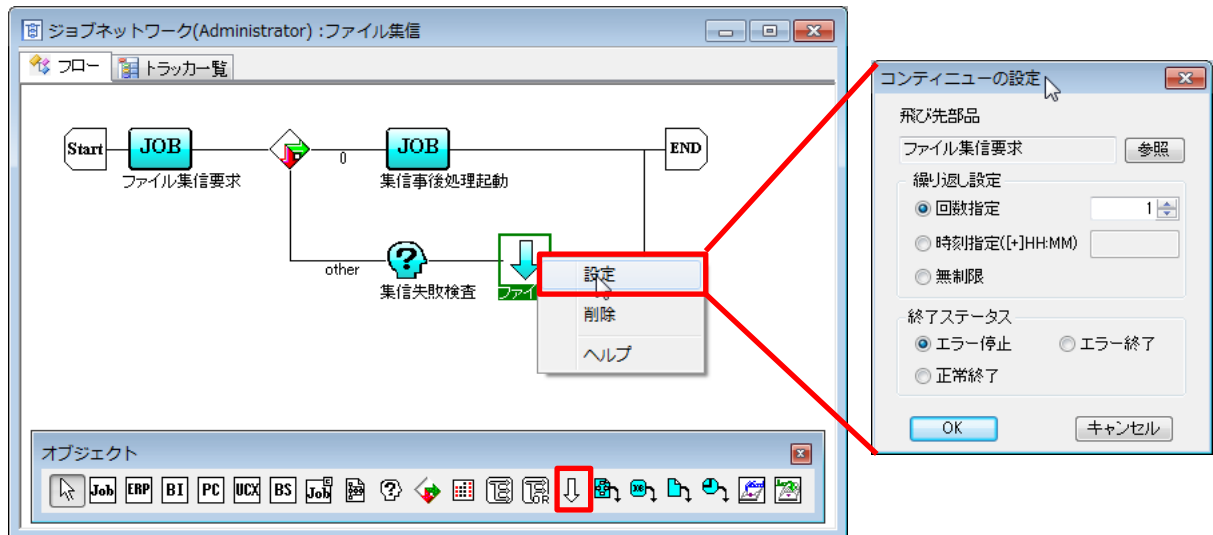 ジョブネットワーク(Administrator) :ファイル集信
フロー
トラッカ一覧
Start
JOB
ファイル集信要求
0
JOB
集信事後処理起動
END
other
集信失敗検査
ファイ
設定
削除
ヘルプ
オブジェクト
Job
ERP
BI
PC
UCX
BS
Job
OR
コンティニューの設定
飛び先部品
ファイル集信要求
参照
繰り返し設定
回数指定
1
時刻指定([+]HH:MM)
無制限
終了ステータス
エラー停止
エラー終了
正常終了
OK
キャンセル